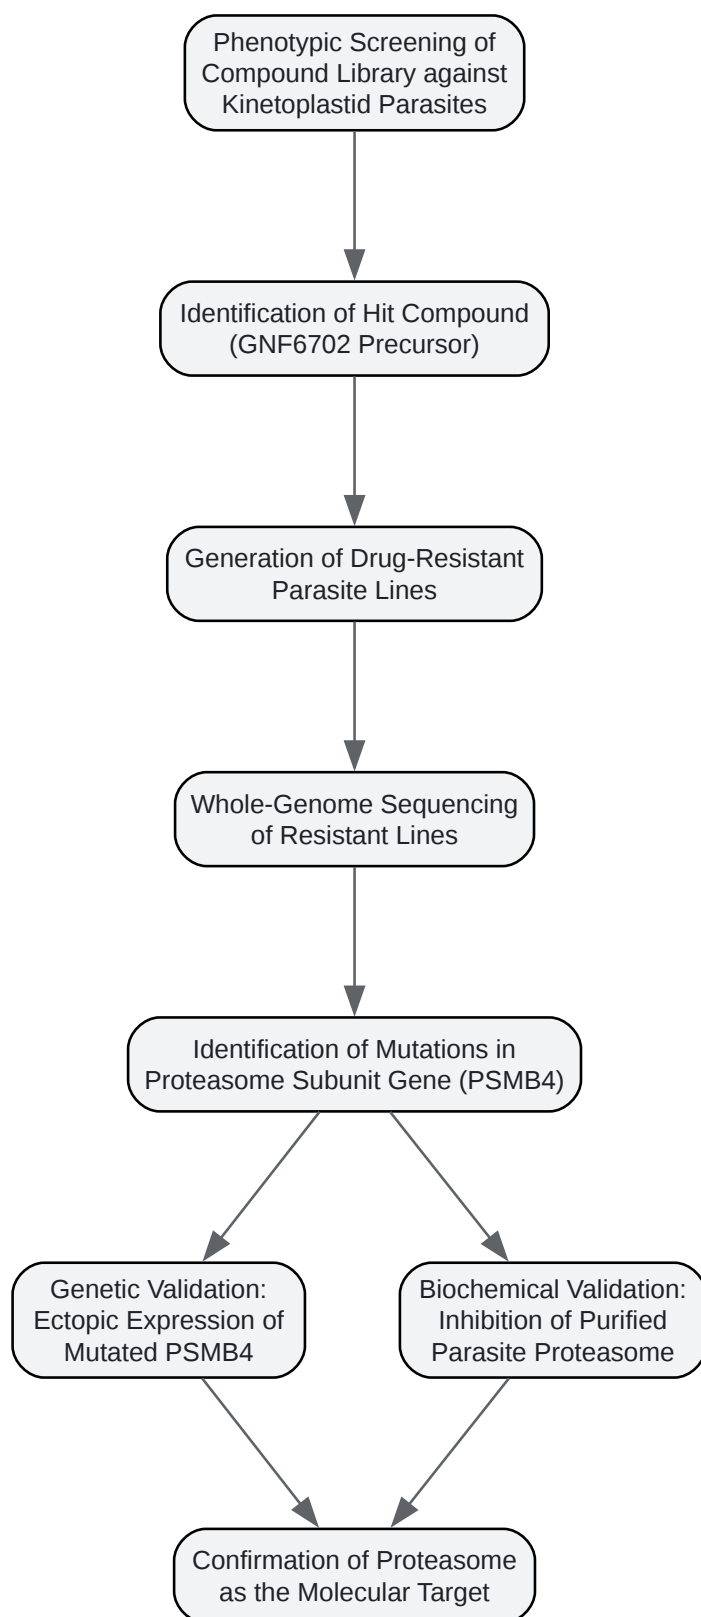 Phenotypic Screening of
Compound Library against
Kinetoplastid Parasites
Identification of Hit Compound
(GNF6702 Precursor)
Generation of Drug-Resistant
Parasite Lines
Whole-Genome Sequencing
of Resistant Lines
Identification of Mutations in
Proteasome Subunit Gene (PSMB4)
Genetic Validation:
Ectopic Expression of
Mutated PSMB4
Biochemical Validation:
Inhibition of Purified
Parasite Proteasome
Confirmation of Proteasome
as the Molecular Target